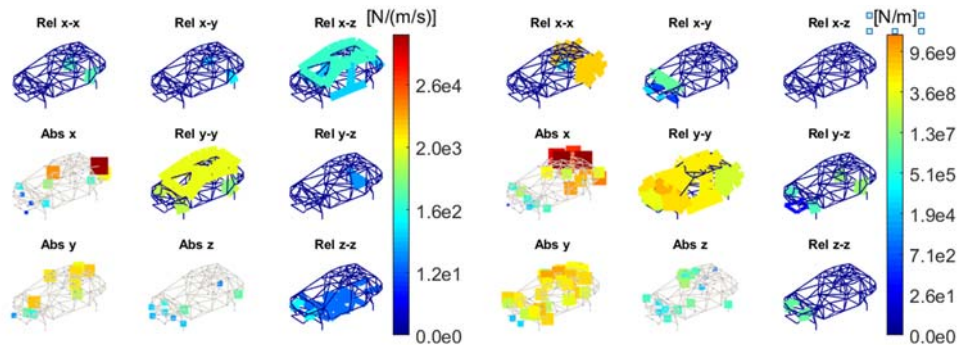 [N/(m/s)]
[N/m]
Rel x-x Rel x-y Rel x-z Rel x-x Rel x-y Rel x-z
2.6e4 9.6e9
3.6e8
Abs x Rel y-y Rel y-z 2.0e3 Abs x Rel y-y Rel y-z 1.3e7
5.1e5
1.6e2 1.9e4
Abs y Abs z Rel z-z Abs y Abs z Rel z-z
1.2e1 7.1e2
2.6e1
0.0e0 0.0e0